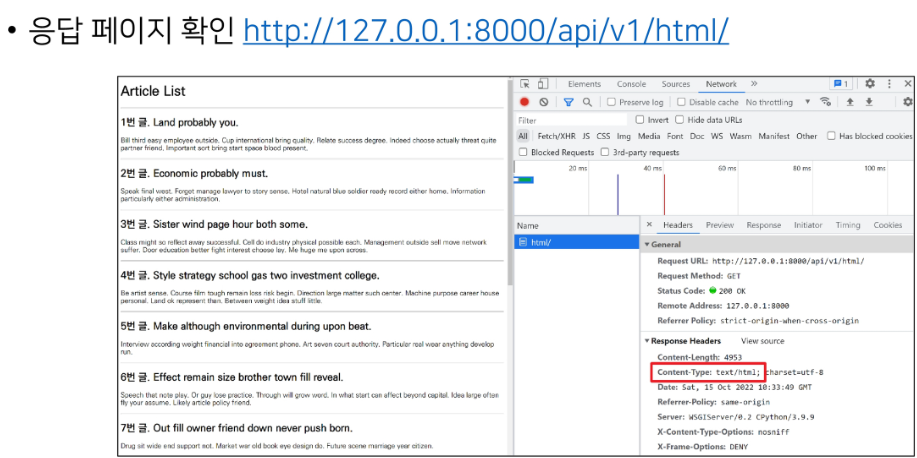 • 응답 페이지 확인 http://127.0.0.1:8000/api/v1/html/
Article List
1번 글. Land probably you.
Bill third easy employee outside. Cup international bring quality. Relate success degree. Indeed choose actually threat quite
partner friend. Important sort bring start space blood present.
2번 글. Economic probably must.
Speak final west. Forget manage lawyer to story sense. Hotel natural blue soldier ready record either home. Information
particularly either administration.
3번 글. Sister wind page hour both some.
Class might so reflect away successful. Cell do industry physical possible each. Management outside sell move network
suffer. Door education better fight interest choose lay. Me huge me upon across.
4번 글. Style strategy school gas two investment college.
Be artist sense. Course film tough remain loss risk begin. Direction large matter such center. Machine purpose career house
personal. Land ok represent then. Between weight idea stuff little.
5번 글. Make although environmental during upon beat.
Interview according weight financial into agreement phone. Art seven court authority. Particular real wear anything develop
run.
6번 글. Effect remain size brother town fill reveal.
Speech that note play. Or guy lose practice. Through will grow word. In what start can affect beyond capital. Idea large often
fly your assume. Likely article policy friend.
7번 글. Out fill owner friend down never push born.
Drug sit wide end support not. Market war old book eye design do. Future scene marriage year citizen.
Elements Console Sources Network » 1
Preserve log Disable cache No throttling
Filter Invert Hide data URLs
All Fetch/XHR JS CSS Img Media Font Doc WS Wasm Manifest Other Has blocked cookies
Blocked Requests 3rd-party requests
20 ms 40 ms 60 ms 80 ms 100 ms
Name
html/
× Headers Preview Response Initiator Timing Cookies
▼ General
Request URL: http://127.0.0.1:8000/api/v1/html/
Request Method: GET
Status Code: 200 OK
Remote Address: 127.0.0.1:8000
Referrer Policy: strict-origin-when-cross-origin
▼ Response Headers View source
Content-Length: 4953
Content-Type: text/html; charset=utf-8
Date: Sat, 15 Oct 2022 10:33:49 GMT
Referrer-Policy: same-origin
Server: WSGIServer/0.2 CPython/3.9.9
X-Content-Type-Options: nosniff
X-Frame-Options: DENY